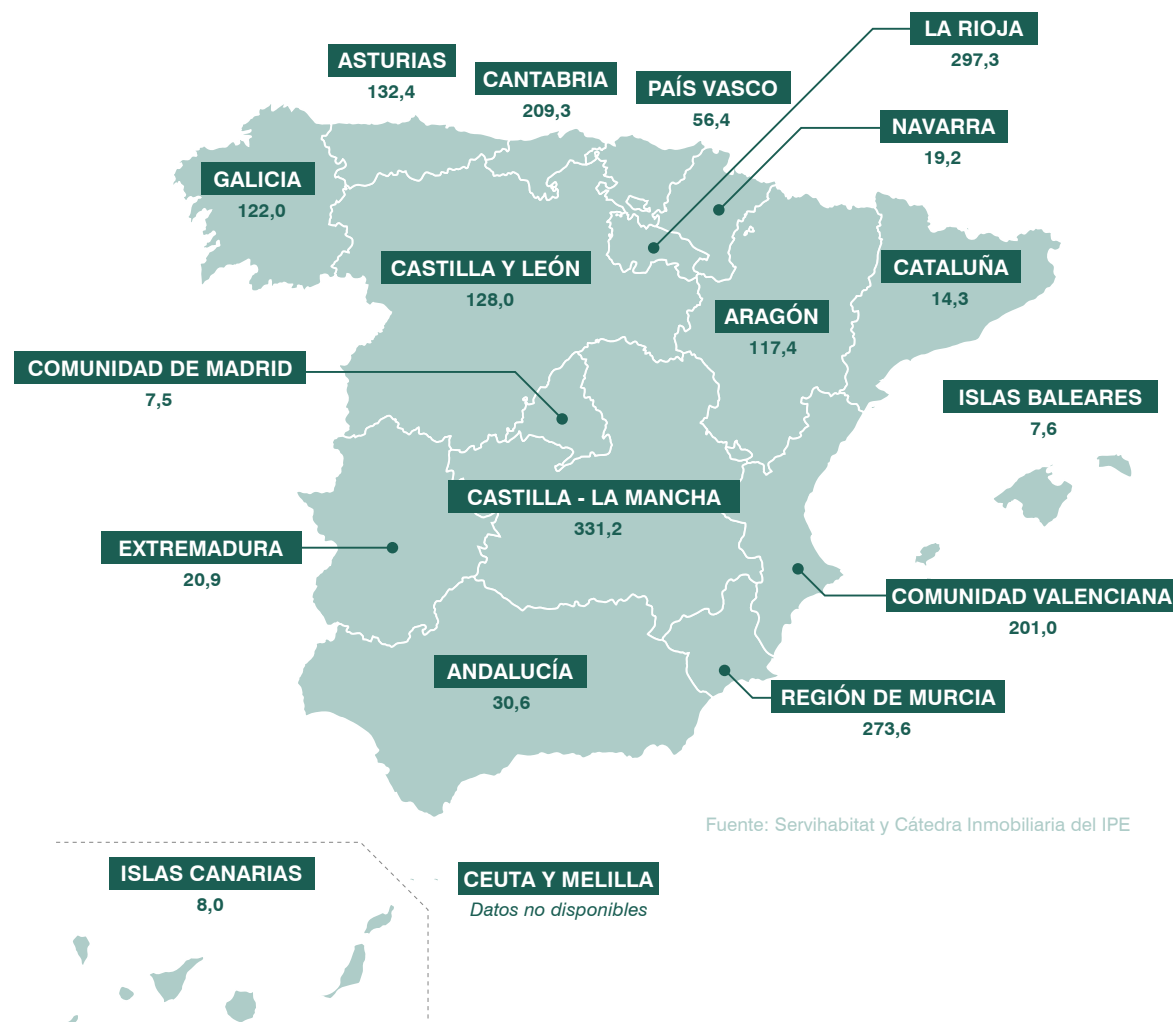 LA RIOJA
297,3
ASTURIAS
132,4
CANTABRIA
209,3
PAÍS VASCO
56,4
NAVARRA
19,2
GALICIA
122,0
CASTILLA Y LEÓN
128,0
CATALUÑA
14,3
ARAGÓN
117,4
COMUNIDAD DE MADRID
7,5
ISLAS BALEARES
7,6
CASTILLA - LA MANCHA
331,2
EXTREMADURA
20,9
COMUNIDAD VALENCIANA
201,0
ANDALUCÍA
30,6
REGIÓN DE MURCIA
273,6
Fuente: Servihabitat y Cátedra Inmobiliaria del IPE
ISLAS CANARIAS
8,0
CEUTA Y MELILLA
Datos no disponibles